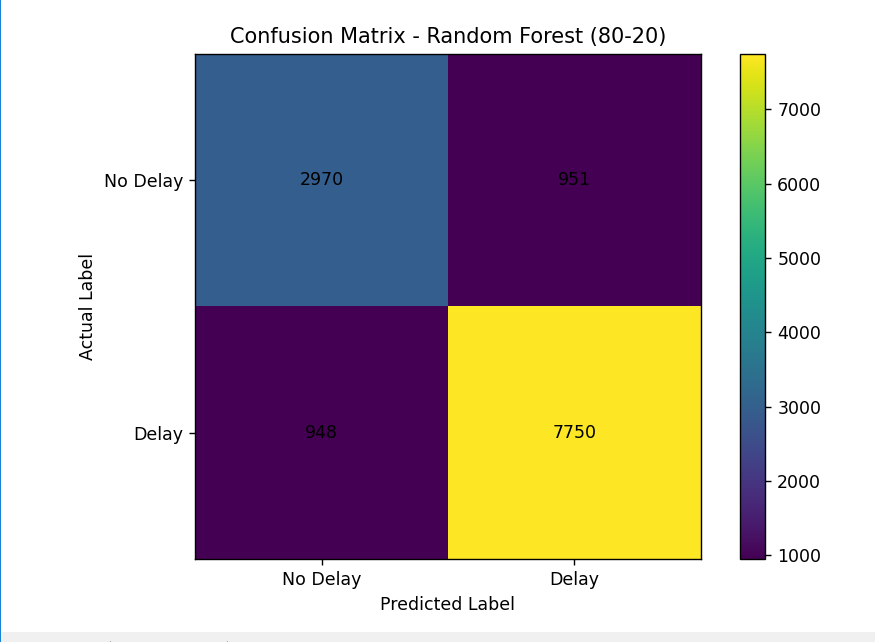 Confusion Matrix - Random Forest (80-20)
No Delay
2970
951
Actual Label
Delay
948
7750
No Delay
Delay
Predicted Label
7000
6000
5000
4000
3000
2000
1000